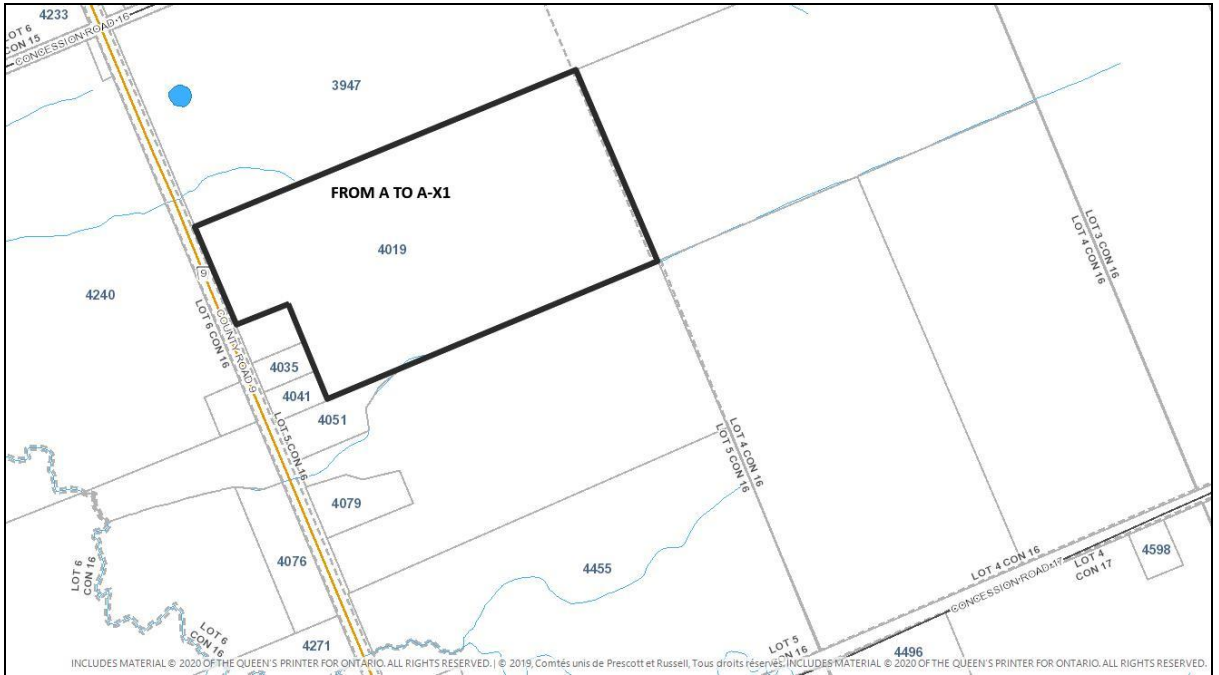 4233
LOT 6
CON 15
CONCESSION ROAD 16
3947
FROM A TO A-X1
4019
9
4240
LOT 6 CON 16
COUNTY ROAD 9
LOT 3 CON 16
LOT 4 CON 16
4035
4041
4051
LOT 5 CON 16
LOT 4 CON 16
LOT 5 CON 16
4079
4076
4455
LOT 6
CON 16
LOT 6
CON 16
LOT 4 CON 16
CONCESSION ROAD 17
LOT 4
CON 17
4598
4271
LOT 5
CON 16
4496
INCLUDES MATERIAL © 2020 OF THE QUEEN'S PRINTER FOR ONTARIO. ALL RIGHTS RESERVED. | © 2019, Comtés unis de Prescott et Russell, Tous droits réservés. INCLUDES MATERIAL © 2020 OF THE QUEEN'S PRINTER FOR ONTARIO. ALL RIGHTS RESERVED.